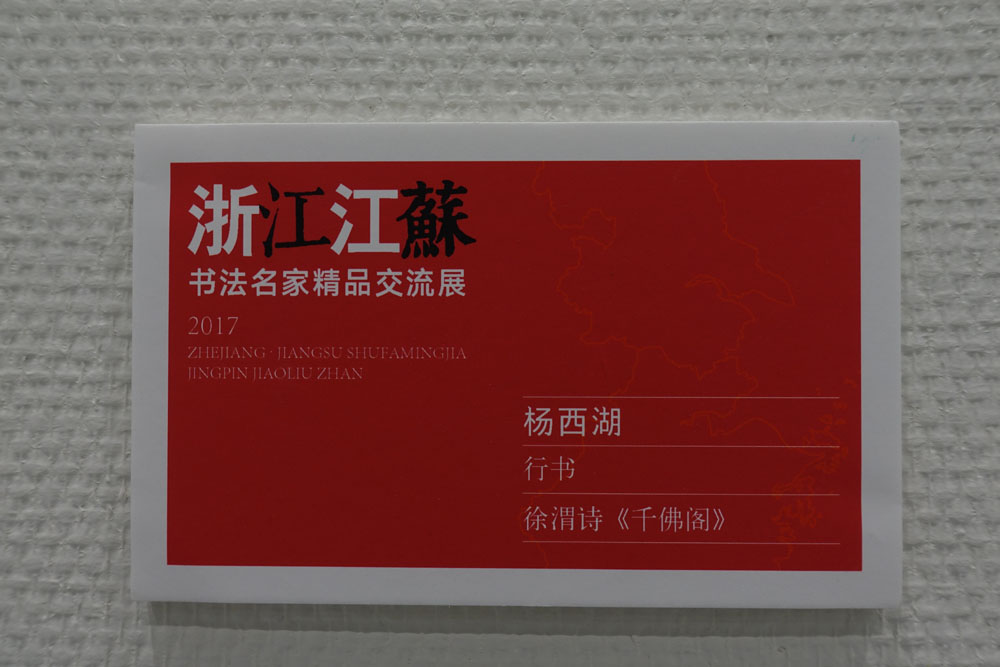 浙江江蘇
书法名家精品交流展
2017
ZHEJIANG · JIANGSU SHUFAMINGJIA
JINGPIN JIAOLIU ZHAN
杨西湖
行书
徐渭诗《千佛阁》